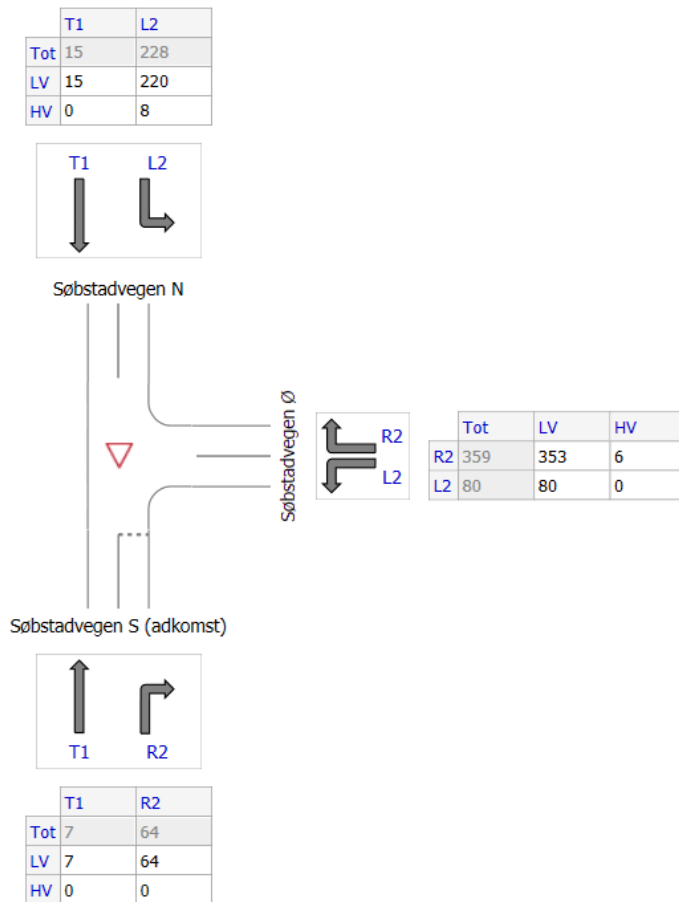 T1 L2
Tot 15 228
LV 15 220
HV 0 8
T1 L2
Søbstadvegen N
Søbstadvegen Ø
R2
L2
Tot LV HV
R2 359 353 6
L2 80 80 0
Søbstadvegen S (adkomst)
T1 R2
T1 R2
Tot 7 64
LV 7 64
HV 0 0